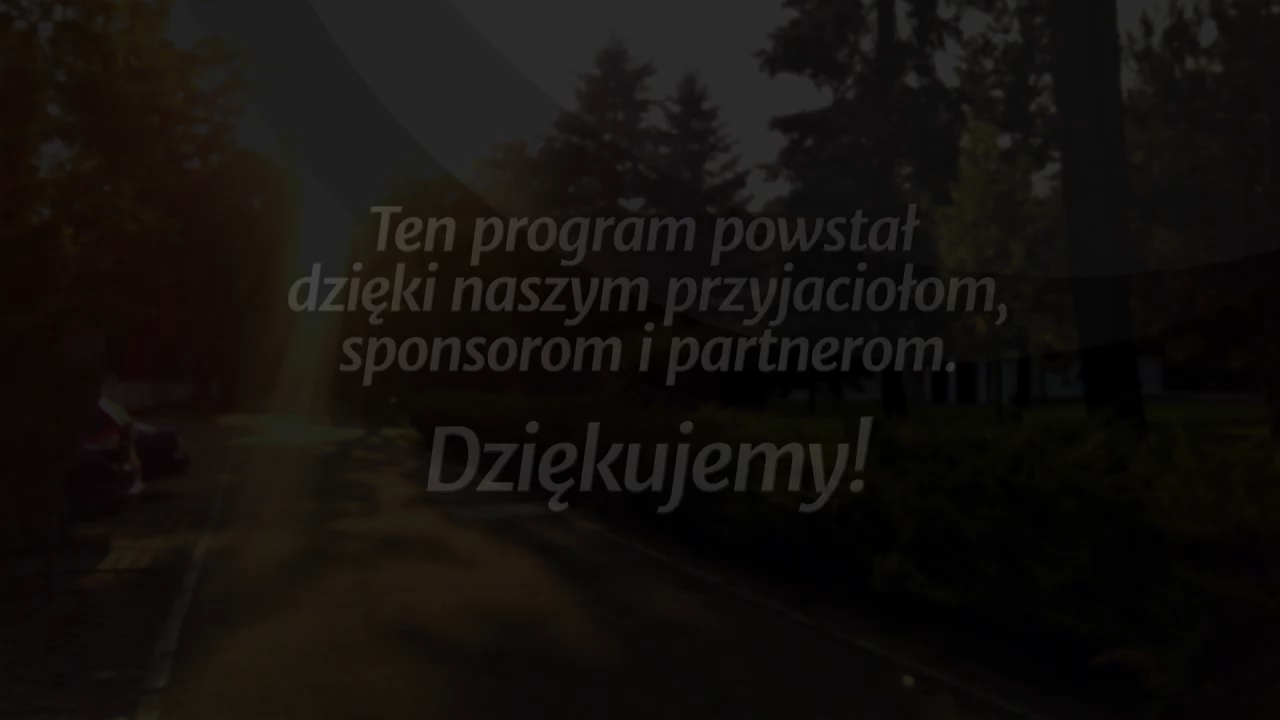 Ten program powstał
dzięki naszym przyjaciołom,
sponsorom i partnerom.
Dziękujemy!